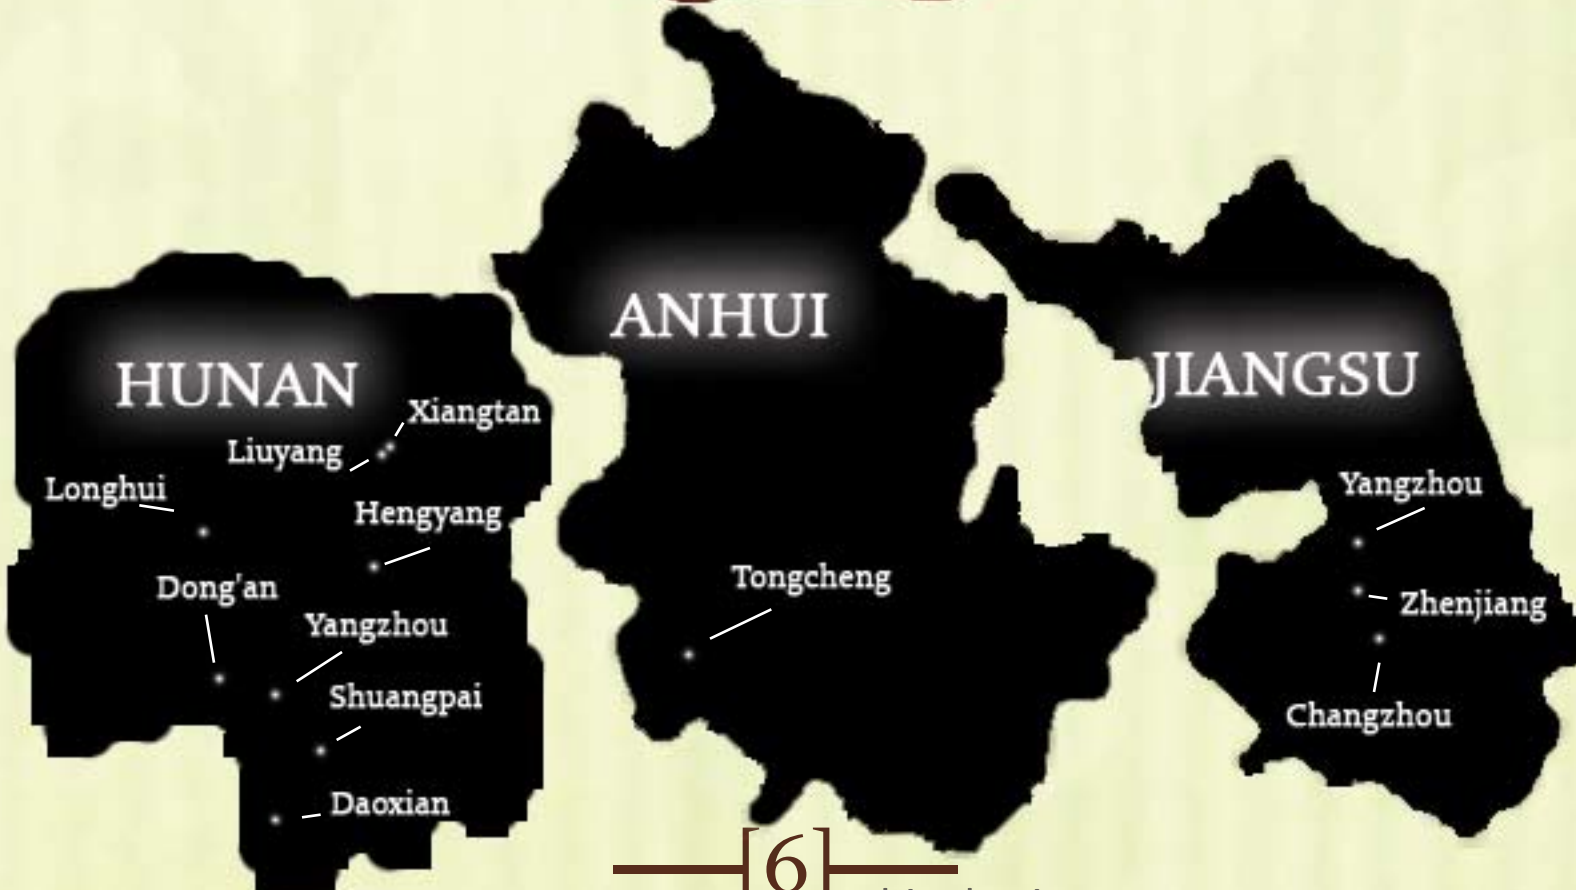 HUNAN
Xiangtan
Liuyang
Longhui
Hengyang
Dong'an
Yangzhou
Shuangpai
Daoxian
ANHUI
Tongcheng
JIANGSU
Yangzhou
Zhenjiang
Changzhou
[6]